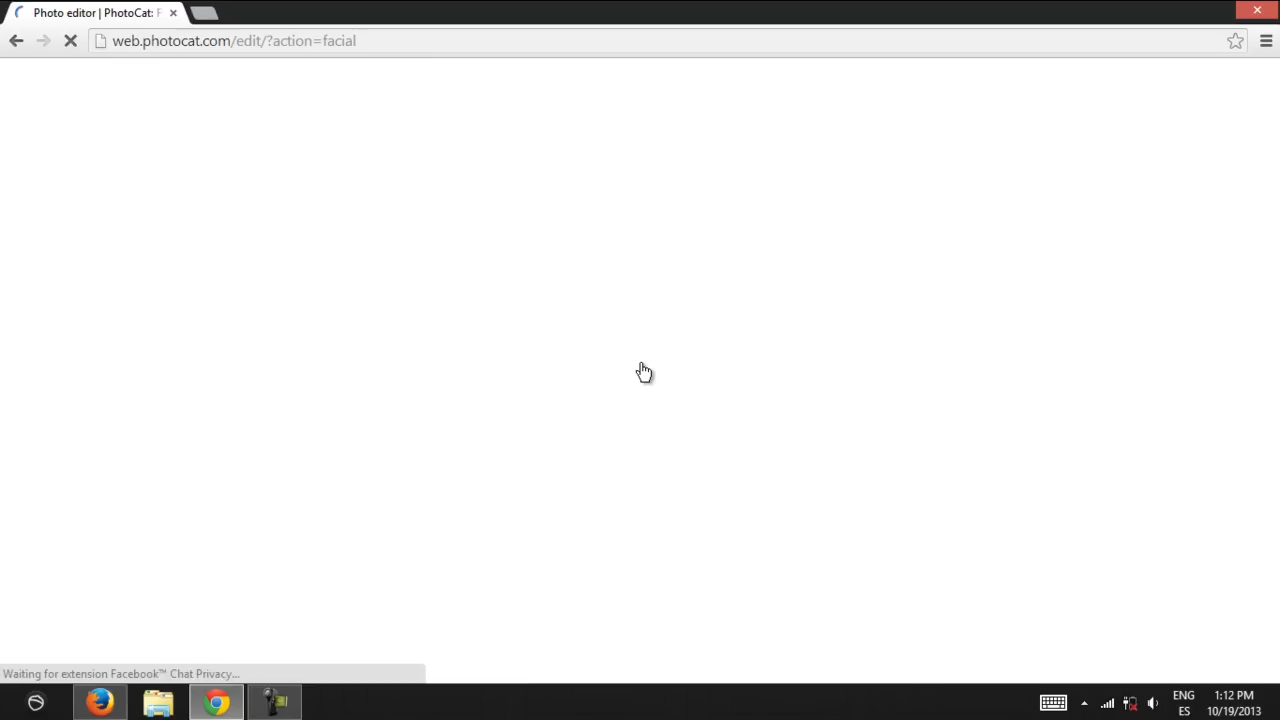 Photo editor | PhotoCat: F
web.photocat.com/edit/?action=facial
Waiting for extension Facebook™ Chat Privacy...
ENG
ES
1:12 PM
10/19/2013